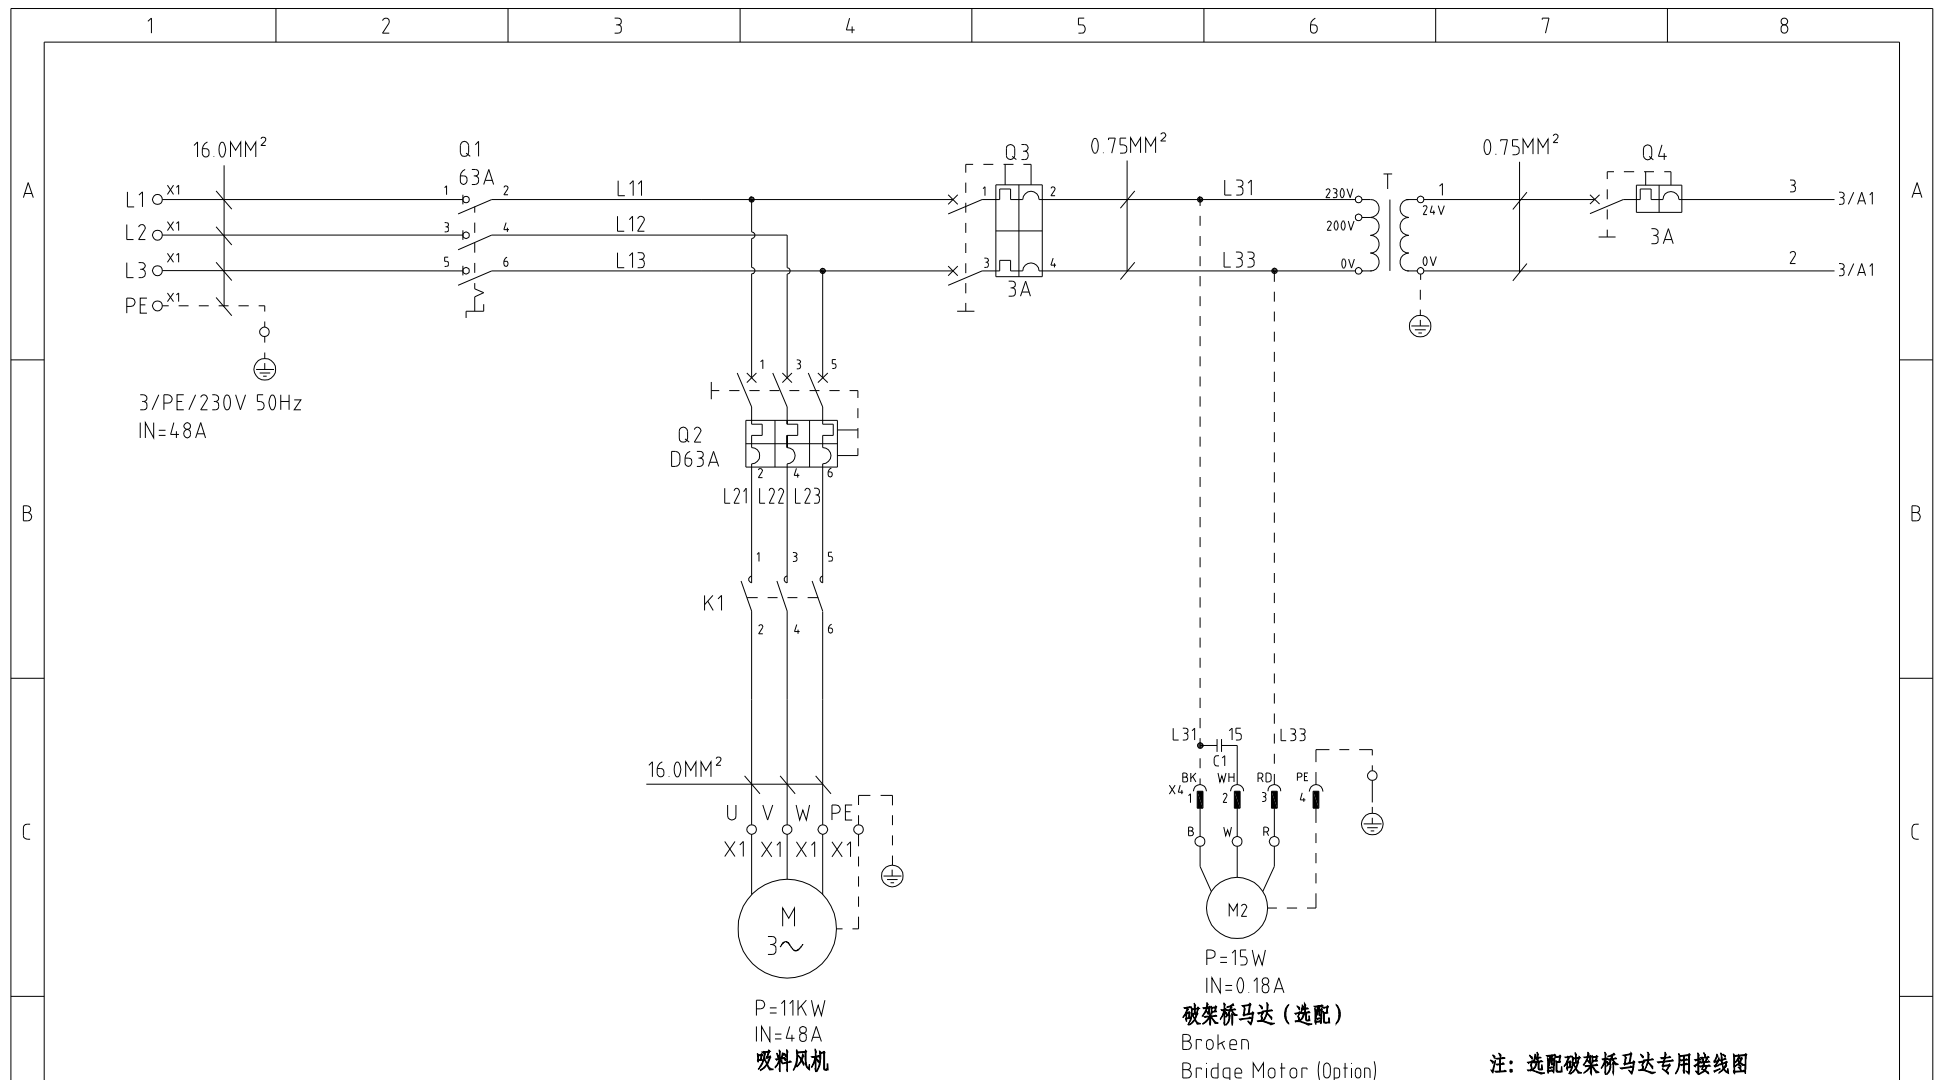 1 2 3 4 5 6 7 8
16.0MM²
Q1
63A
Q3
0.75MM²
0.75MM²
Q4
A
L1 X1
1 2
L11
1 2
L31
230V
T
1
24V
3
3/A1
A
L2 X1
3 4
L12
200V
3A
L3 X1
5 6
L13
3 4
L33
0V
0V
2
3/A1
3A
PE X1
3/PE/230V 50Hz
IN=48A
1 3 5
Q2
D63A
2 4 6
L21 L22 L23
B
B
1 3 5
K1
2 4 6
L31 15 L33
C1
16.0MM²
BK WH RD PE
X4 1 2 3 4
U V W PE
C
B W R
C
X1 X1 X1 X1
M
3~
M2
P=15W
IN=0.18A
P=11KW
IN=48A
吸料风机
破架桥马达（选配）
Broken
Bridge Motor (Option)
注：选配破架桥马达专用接线图